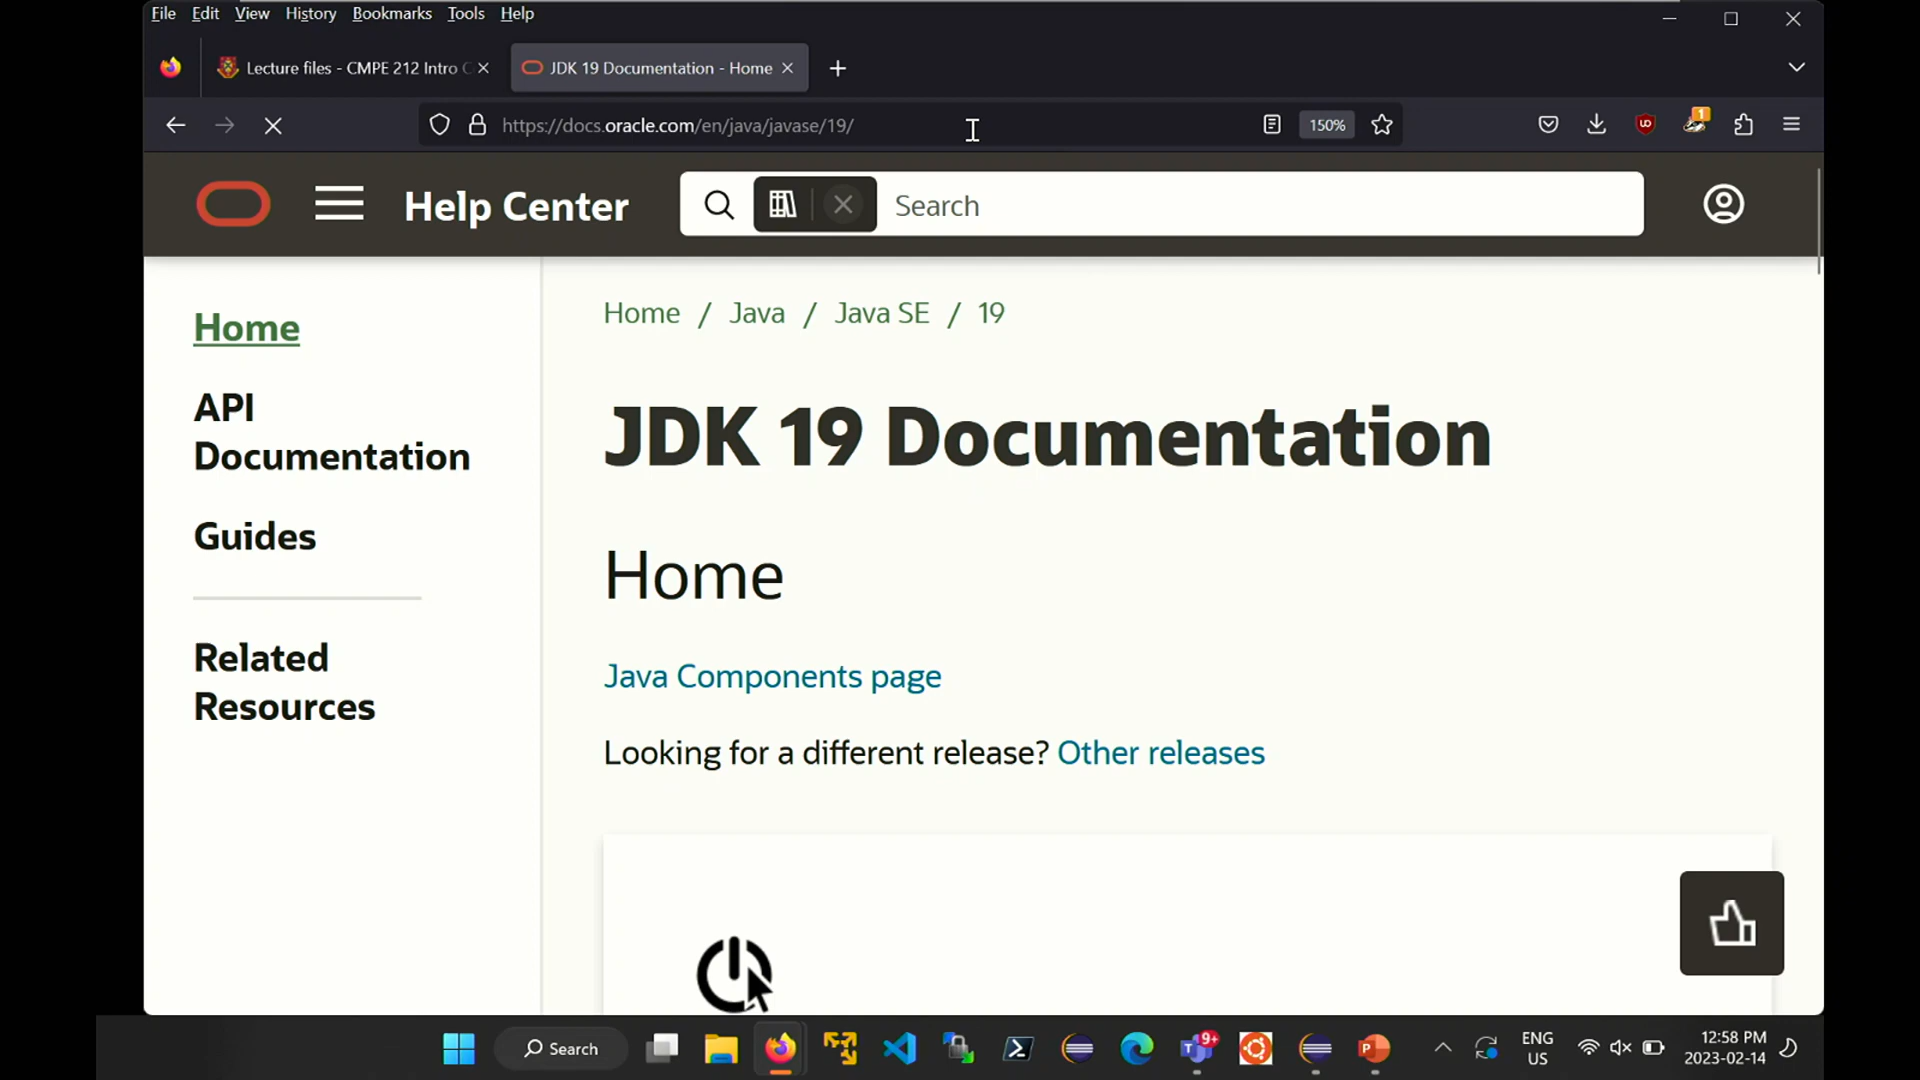 File Edit View History Bookmarks Tools Help
Lecture files - CMPE 212 Intro C
JDK 19 Documentation - Home
https://docs.oracle.com/en/java/javase/19/
150%
1
Help Center
Search
Home
API
Documentation
Guides
Related
Resources
Home / Java / Java SE / 19
JDK 19 Documentation
Home
Java Components page
Looking for a different release? Other releases
Search
9+
ENG
US
12:58 PM
2023-02-14